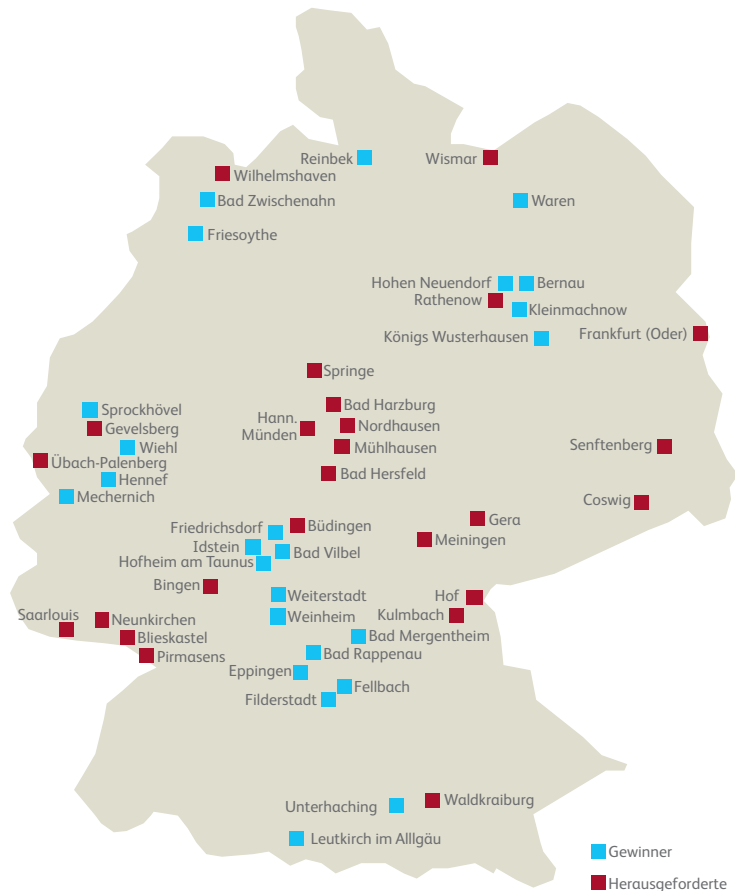 Reinbek
Wismar
Wilhelmshaven
Bad Zwischenahn
Waren
Friesoythe
Hohen Neuendorf
Bernau
Rathenow
Kleinmachnow
Königs Wusterhausen
Frankfurt (Oder)
Springe
Bad Harzburg
Sprockhövel
Gevelsberg
Hann.
Münden
Nordhausen
Wiehl
Mühlhausen
Senftenberg
Übach-Palenberg
Hennef
Bad Hersfeld
Mechernich
Coswig
Gera
Friedrichsdorf
Büdingen
Meiningen
Idstein
Bad Vilbel
Hofheim am Taunus
Bingen
Weiterstadt
Hof
Saarlouis
Neunkirchen
Weinheim
Kulmbach
Blieskastel
Bad Mergentheim
Pirmasens
Bad Rappenau
Eppingen
Fellbach
Filderstadt
Unterhaching
Waldkraiburg
Leutkirch im Alllgäu
Gewinner
Herausgeforderte